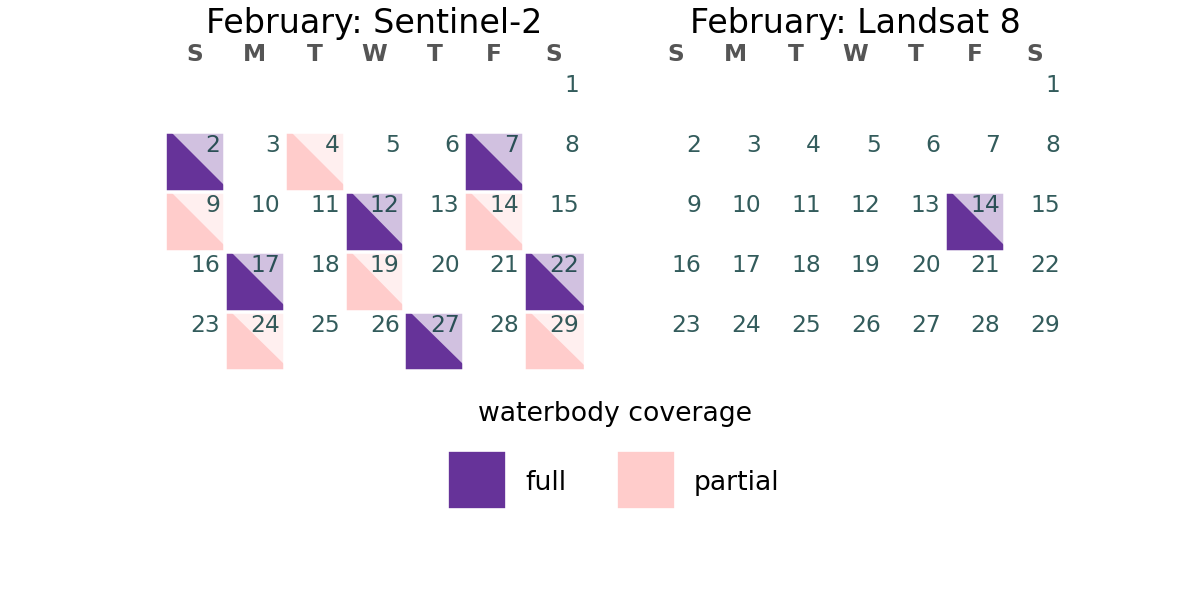 February: Sentinel-2
S M T W T F S
1
2 3 4 5 6 7 8
9 10 11 12 13 14 15
16 17 18 19 20 21 22
23 24 25 26 27 28 29
February: Landsat 8
S M T W T F S
1
2 3 4 5 6 7 8
9 10 11 12 13 14 15
16 17 18 19 20 21 22
23 24 25 26 27 28 29
waterbody coverage
full
partial